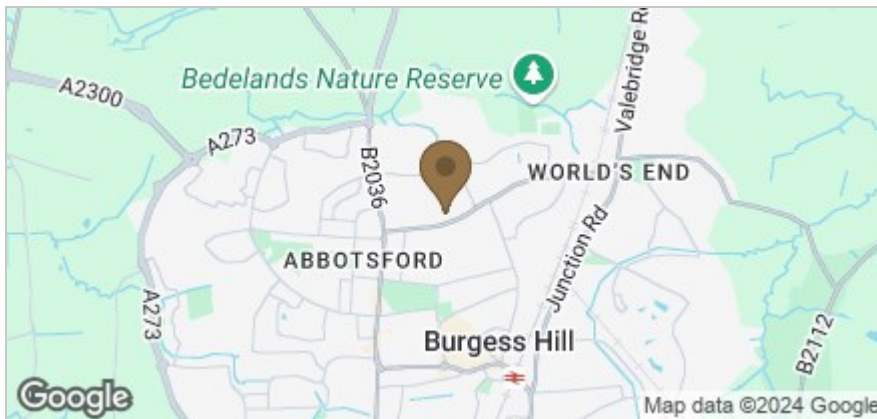 Bedelands Nature Reserve
Valebridge Ro
A2300
A273
B2036
WORLD'S END
ABBOTSFORD
Junction Rd
A273
Burgess Hill
B2112
Google
Map data ©2024 Google